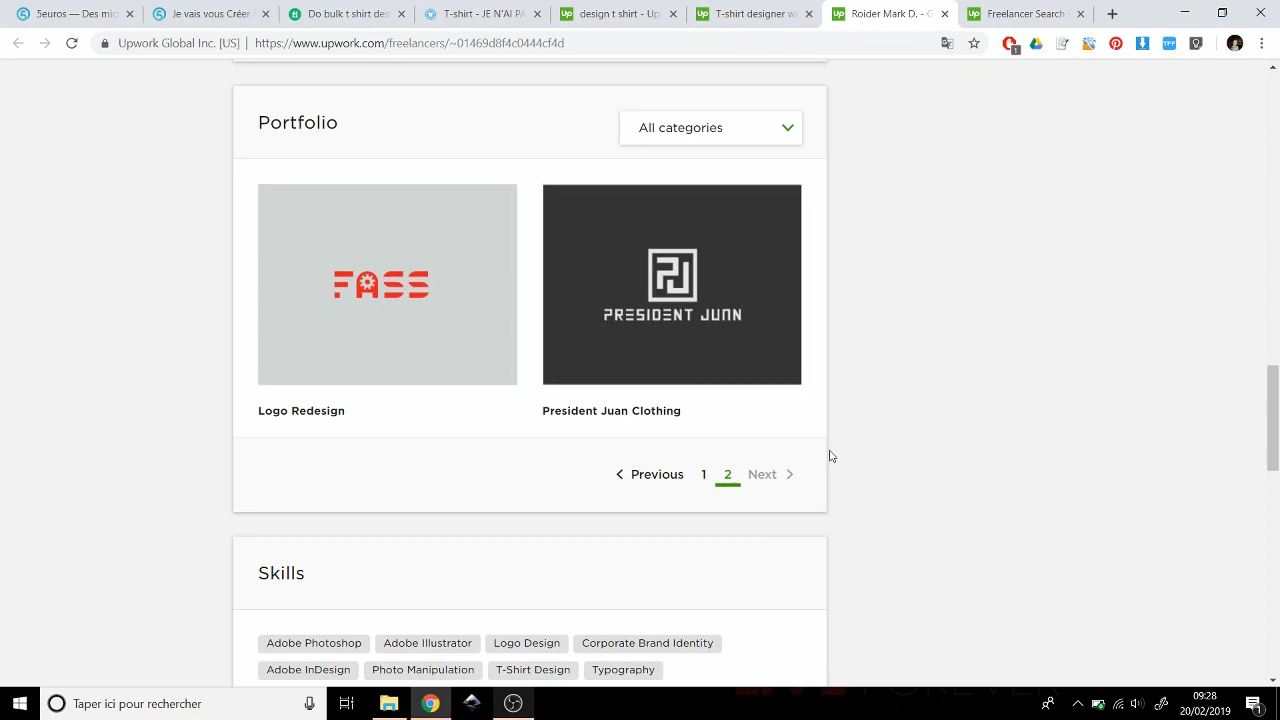 5euros — Des mic
Je vais vous Créer
Do bulk t shirt des
T-shirt - JE N'AI PA
design t shirt - Up
T-shirt designer w
Roider Mark D. - G
Freelancer Search
Upwork Global Inc. [US] | https://www.upwork.com/freelancers/~01469d8f4c0444cf4d
Portfolio
All categories
FASS
PRESIDENT JUAN
Logo Redesign
President Juan Clothing
Previous 1 2 Next
Skills
Adobe Photoshop Adobe Illustrator Logo Design Corporate Brand Identity
Adobe InDesign Photo Manipulation T-Shirt Design Typography
Taper ici pour rechercher
09:28
20/02/2019